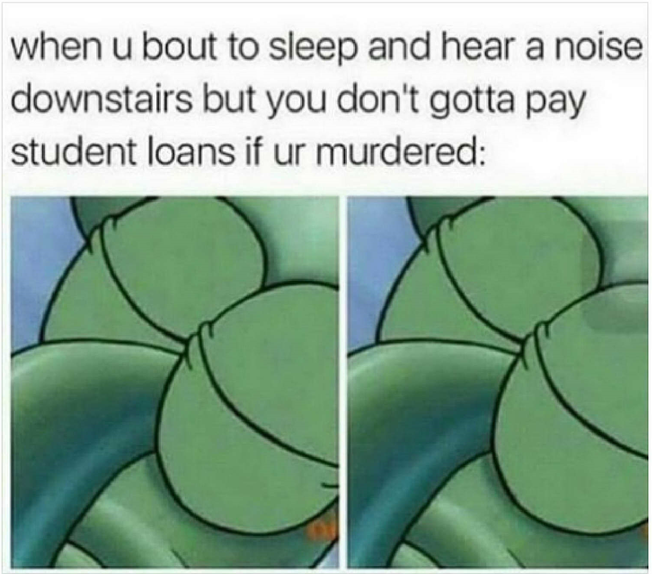 when u bout to sleep and hear a noise
downstairs but you don't gotta pay
student loans if ur murdered: